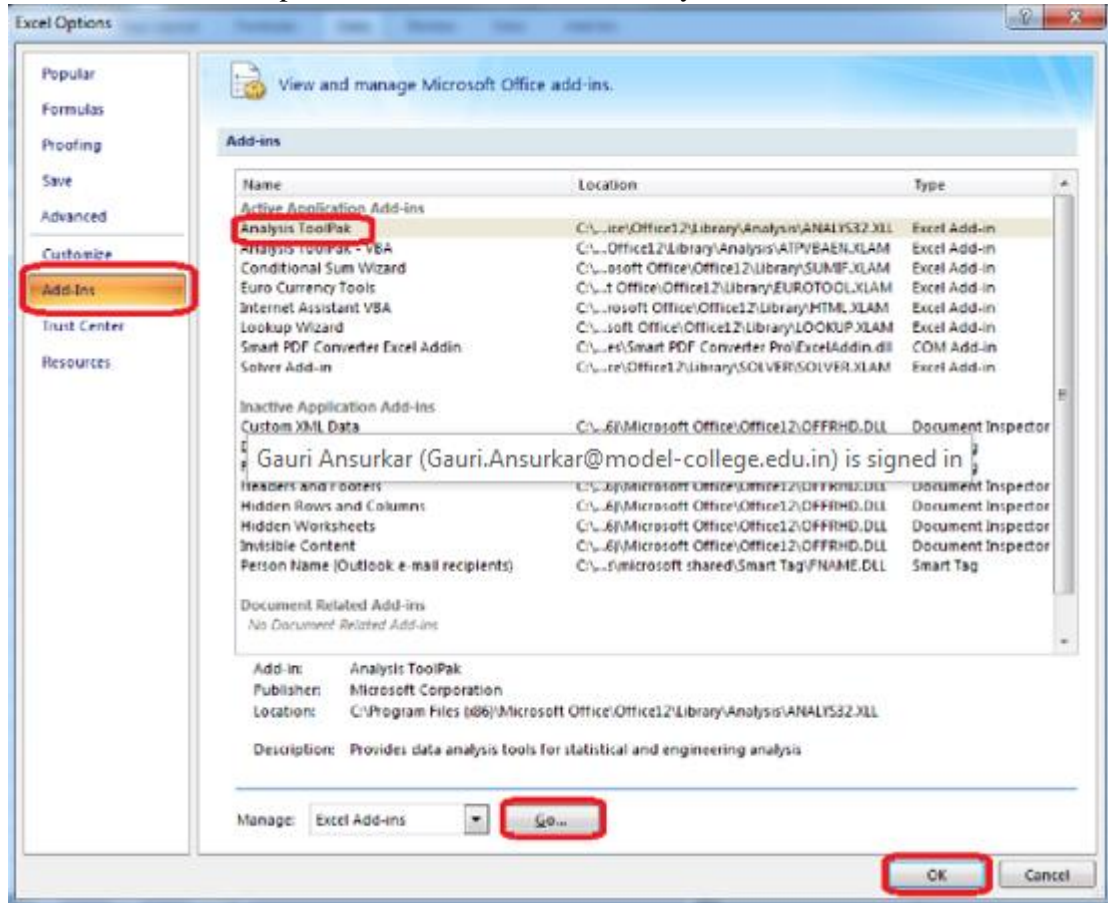 Excel Options
Popular
Formulas
Proofing
Save
Advanced
Customize
Add-Ins
Trust Center
Resources
View and manage Microsoft Office add-ins.
Add-ins
Name Location Type
Active Application Add-ins
Analysis ToolPak C:\...ice\Office12\Library\Analysis\ANALYS32.XLL Excel Add-in
Analysis ToolPak - VBA C:\...Office12\Library\Analysis\ATPVBAEN.XLAM Excel Add-in
Conditional Sum Wizard C:\...osoft Office\Office12\Library\SUMIF.XLAM Excel Add-in
Euro Currency Tools C:\...t Office\Office12\Library\EUROTOOL.XLAM Excel Add-in
Internet Assistant VBA C:\...rosoft Office\Office12\Library\HTML.XLAM Excel Add-in
Lookup Wizard C:\...soft Office\Office12\Library\LOOKUP.XLAM Excel Add-in
Smart PDF Converter Excel Addin C:\...es\Smart PDF Converter Pro\ExcelAddin.dll COM Add-in
Solver Add-in C:\...ce\Office12\Library\SOLVER\SOLVER.XLAM Excel Add-in
Inactive Application Add-ins
Custom XML Data C:\...6)\Microsoft Office\Office12\OFFRHD.DLL Document Inspector
Gauri Ansurkar (Gauri.Ansurkar@model-college.edu.in) is signed in
Headers and Footers C:\...6)\Microsoft Office\Office12\OFFRHD.DLL Document Inspector
Hidden Rows and Columns C:\...6)\Microsoft Office\Office12\OFFRHD.DLL Document Inspector
Hidden Worksheets C:\...6)\Microsoft Office\Office12\OFFRHD.DLL Document Inspector
Invisible Content C:\...6)\Microsoft Office\Office12\OFFRHD.DLL Document Inspector
Person Name (Outlook e-mail recipients) C:\...s\microsoft shared\Smart Tag\FNAME.DLL Smart Tag
Document Related Add-ins
No Document Related Add-ins
Add-in: Analysis ToolPak
Publisher: Microsoft Corporation
Location: C:\Program Files (x86)\Microsoft Office\Office12\Library\Analysis\ANALYS32.XLL
Description: Provides data analysis tools for statistical and engineering analysis
Manage: Excel Add-ins Go...
OK Cancel